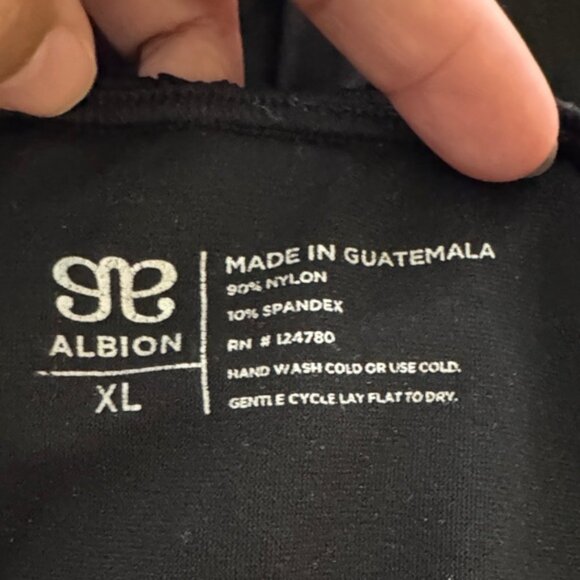 ALBION
XL
MADE IN GUATEMALA
90% NYLON
10% SPANDEX
RN # 124780
HAND WASH COLD OR USE COLD.
GENTLE CYCLE LAY FLAT TO DRY.